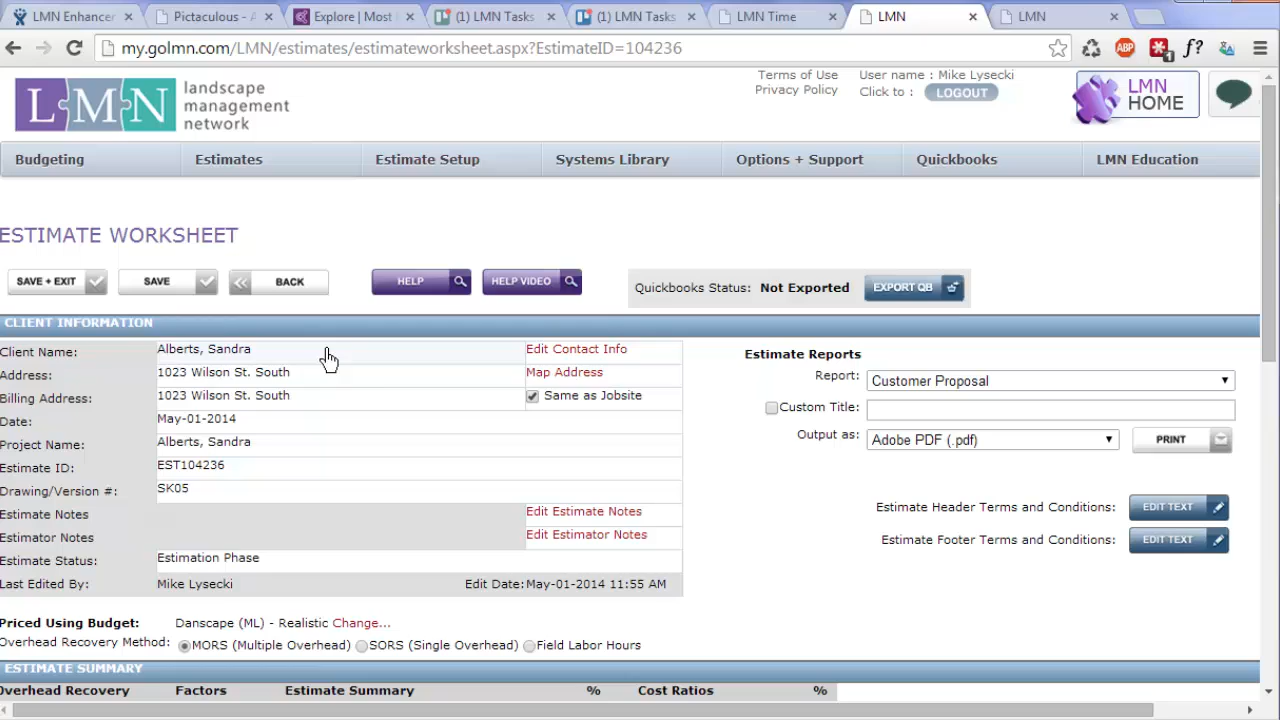 LMN Enhancer
Pictaculous - A
Explore | Most
(1) LMN Tasks
(1) LMN Tasks
LMN Time
LMN
LMN
my.golmn.com/LMN/estimates/estimateworksheet.aspx?EstimateID=104236
ABP
1
f?
LMN
landscape
management
network
Terms of Use
Privacy Policy
User name : Mike Lysecki
Click to :
LOGOUT
LMN
HOME
Budgeting
Estimates
Estimate Setup
Systems Library
Options + Support
Quickbooks
LMN Education
ESTIMATE WORKSHEET
SAVE + EXIT
SAVE
BACK
HELP
HELP VIDEO
Quickbooks Status: Not Exported
EXPORT QB
CLIENT INFORMATION
Client Name: Alberts, Sandra Edit Contact Info
Address: 1023 Wilson St. South Map Address
Billing Address: 1023 Wilson St. South Same as Jobsite
Date: May-01-2014
Project Name: Alberts, Sandra
Estimate ID: EST104236
Drawing/Version #: SK05
Estimate Notes Edit Estimate Notes
Estimator Notes Edit Estimator Notes
Estimate Status: Estimation Phase
Last Edited By: Mike Lysecki Edit Date: May-01-2014 11:55 AM
Estimate Reports
Report: Customer Proposal
Custom Title:
Output as: Adobe PDF (.pdf)
PRINT
Estimate Header Terms and Conditions: EDIT TEXT
Estimate Footer Terms and Conditions: EDIT TEXT
Priced Using Budget: Danscape (ML) - Realistic Change...
Overhead Recovery Method: MORS (Multiple Overhead) SORS (Single Overhead) Field Labor Hours
ESTIMATE SUMMARY
Overhead Recovery Factors Estimate Summary % Cost Ratios %